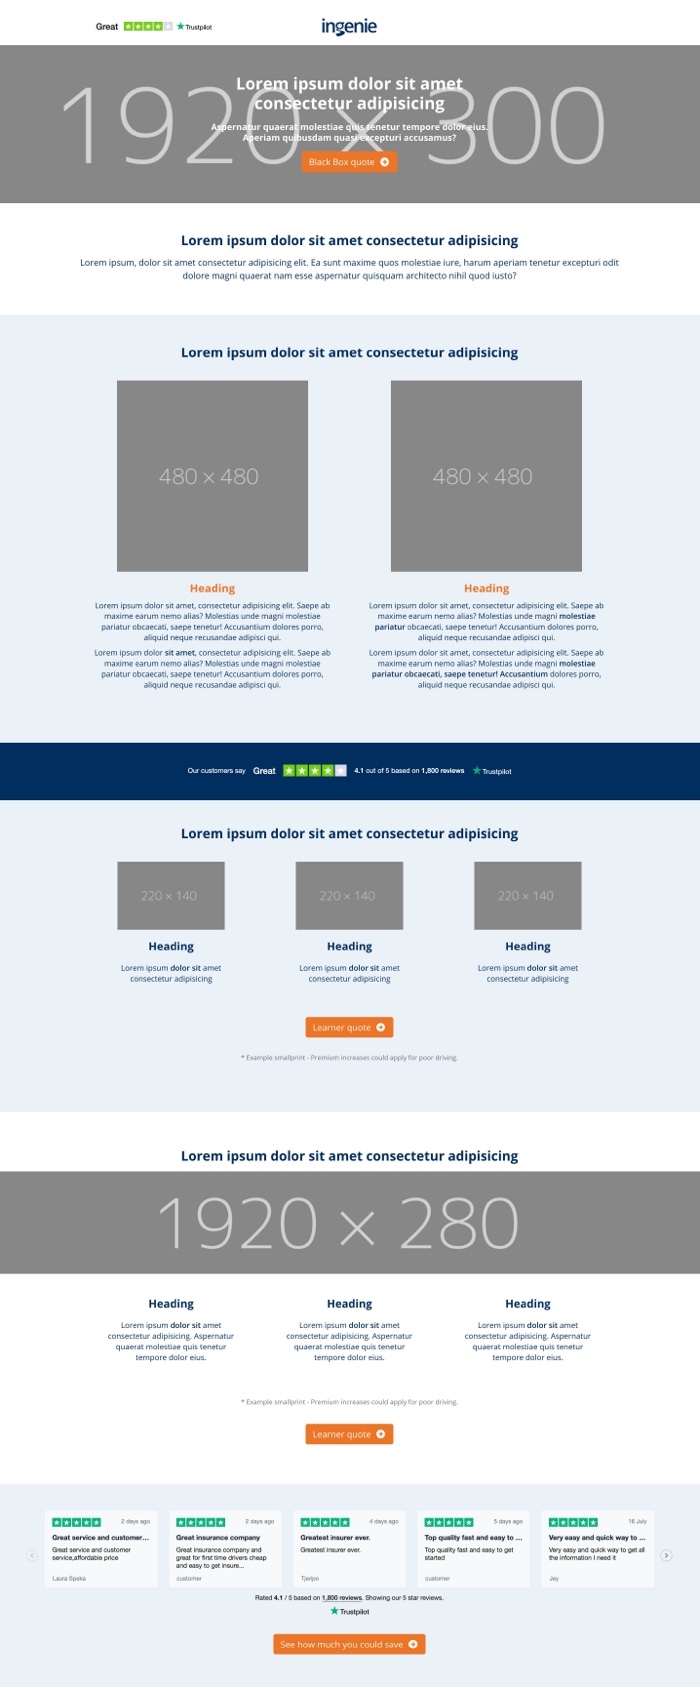 Great Trustpilot
ingenie
1920 × 300
Lorem ipsum dolor sit amet
consectetur adipisicing
Aspernatur quaerat molestiae quis tenetur tempore dolor eius.
Aperiam quibusdam quasi excepturi accusamus?
Black Box quote
Lorem ipsum dolor sit amet consectetur adipisicing
Lorem ipsum, dolor sit amet consectetur adipisicing elit. Ea sunt maxime quos molestiae iure, harum aperiam tenetur excepturi odit
dolore magni quaerat nam esse aspernatur quisquam architecto nihil quod iusto?
Lorem ipsum dolor sit amet consectetur adipisicing
480 × 480
Heading
Lorem ipsum dolor sit amet, consectetur adipisicing elit. Saepe ab
maxime earum nemo alias? Molestias unde magni molestiae
pariatur obcaecati, saepe tenetur! Accusantium dolores porro,
aliquid neque recusandae adipisci qui.
Lorem ipsum dolor sit amet, consectetur adipisicing elit. Saepe ab
maxime earum nemo alias? Molestias unde magni molestiae
pariatur obcaecati, saepe tenetur! Accusantium dolores porro,
aliquid neque recusandae adipisci qui.
480 × 480
Heading
Lorem ipsum dolor sit amet, consectetur adipisicing elit. Saepe ab
maxime earum nemo alias? Molestias unde magni molestiae
pariatur obcaecati, saepe tenetur! Accusantium dolores porro,
aliquid neque recusandae adipisci qui.
Lorem ipsum dolor sit amet, consectetur adipisicing elit. Saepe ab
maxime earum nemo alias? Molestias unde magni molestiae
pariatur obcaecati, saepe tenetur! Accusantium dolores porro,
aliquid neque recusandae adipisci qui.
Our customers say Great 4.1 out of 5 based on 1,800 reviews Trustpilot
Lorem ipsum dolor sit amet consectetur adipisicing
220 × 140
Heading
Lorem ipsum dolor sit amet
consectetur adipisicing
220 × 140
Heading
Lorem ipsum dolor sit amet
consectetur adipisicing
220 × 140
Heading
Lorem ipsum dolor sit amet
consectetur adipisicing
Learner quote
* Example smallprint - Premium increases could apply for poor driving.
Lorem ipsum dolor sit amet consectetur adipisicing
1920 × 280
Heading
Lorem ipsum dolor sit amet
consectetur adipisicing. Aspernatur
quaerat molestiae quis tenetur
tempore dolor eius.
Heading
Lorem ipsum dolor sit amet
consectetur adipisicing. Aspernatur
quaerat molestiae quis tenetur
tempore dolor eius.
Heading
Lorem ipsum dolor sit amet
consectetur adipisicing. Aspernatur
quaerat molestiae quis tenetur
tempore dolor eius.
* Example smallprint - Premium increases could apply for poor driving.
Learner quote
2 days ago
Great service and customer...
Great service and customer
service,affordable price
Laura Speka
2 days ago
Great insurance company
Great insurance company and
great for first time drivers cheap
and easy to get insure...
customer
4 days ago
Greatest insurer ever.
Greatest insurer ever.
Tjeripo
5 days ago
Top quality fast and easy to ...
Top quality fast and easy to get
started
customer
16 July
Very easy and quick way to ...
Very easy and quick way to get all
the information I need it
Jey
Rated 4.1 / 5 based on 1,800 reviews. Showing our 5 star reviews.
Trustpilot
See how much you could save